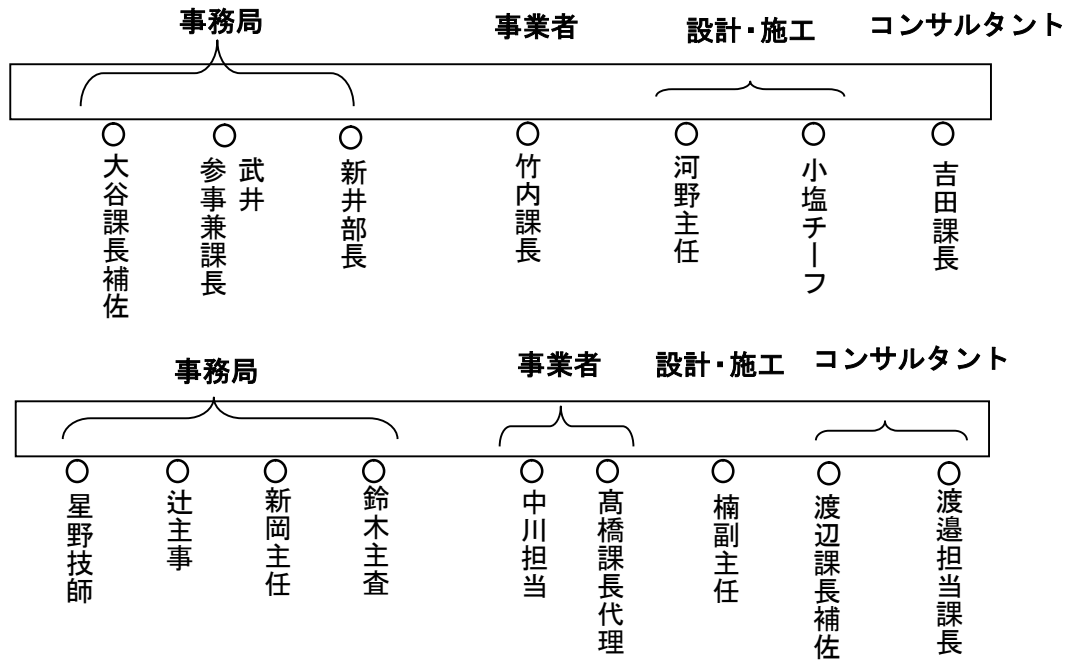 事務局
事業者
設計・施工
コンサルタント
大谷課長補佐
武井
参事兼課長
新井部長
竹内課長
河野主任
小塩チーフ
吉田課長
事務局
事業者
設計・施工
コンサルタント
星野技師
辻主事
新岡主任
鈴木主査
中川担当
髙橋課長代理
楠副主任
渡辺課長補佐
渡邉担当課長